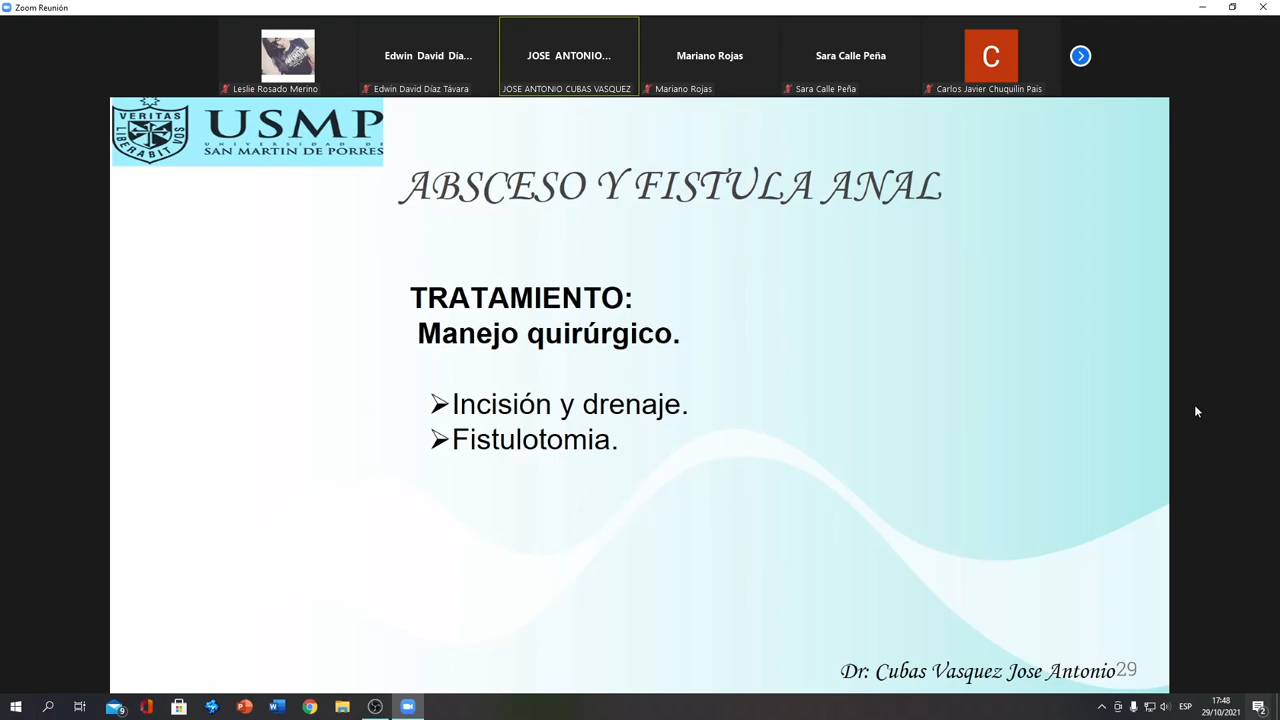 Zoom Reunión
Edwin David Día...
JOSE ANTONIO...
Mariano Rojas
Sara Calle Peña
C
Leslie Rosado Merino
Edwin David Díaz Távara
JOSE ANTONIO CUBAS VASQUEZ
Mariano Rojas
Sara Calle Peña
Carlos Javier Chuquilin Pais
VERITAS
LIBERABIT VOS
USMP
UNIVERSIDAD DE
SAN MARTIN DE PORRES
ABSCESO Y FISTULA ANAL
TRATAMIENTO:
Manejo quirúrgico.
➢Incisión y drenaje.
➢Fistulotomia.
Dr: Cubas Vasquez Jose Antonio 29
9
ESP
17:48
29/10/2021
2